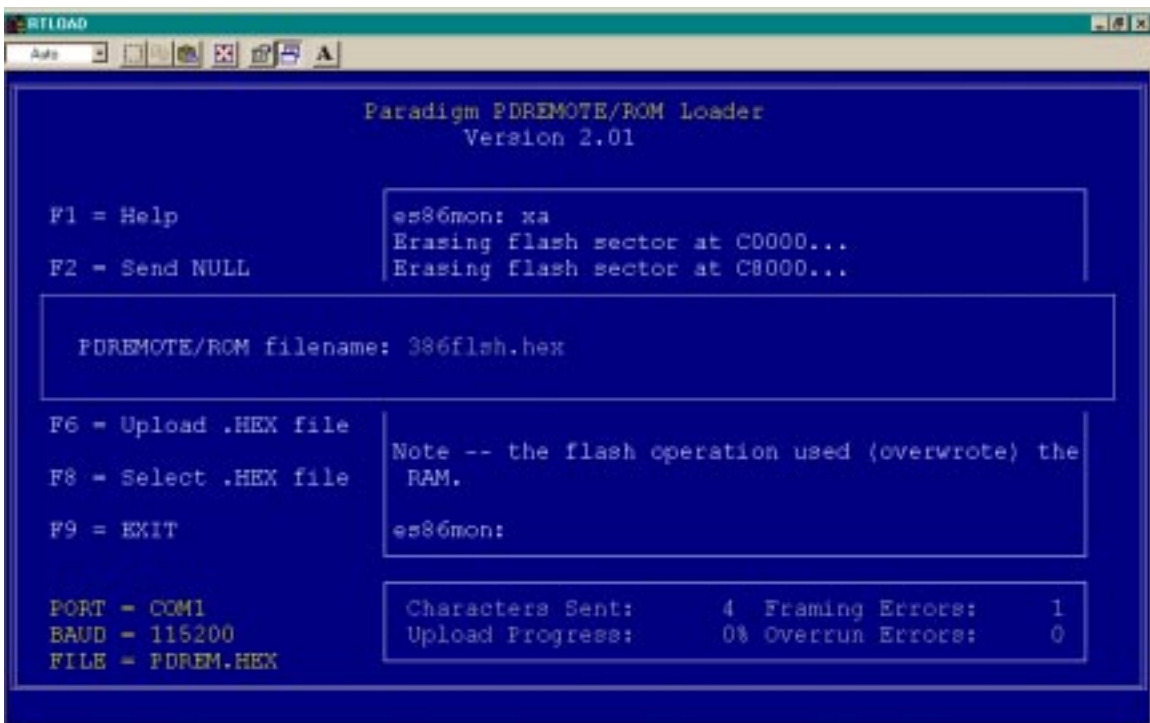 RTLOAD
Auto
A
Paradigm PDREMOTE/ROM Loader
Version 2.01
F1 = Help
es86mon: xa
Erasing flash sector at C0000...
F2 = Send NULL
Erasing flash sector at C8000...
PDREMOTE/ROM filename: 386flsh.hex
F6 = Upload .HEX file
Note -- the flash operation used (overwrote) the
F8 = Select .HEX file
RAM.
F9 = EXIT
es86mon:
PORT = COM1
Characters Sent: 4 Framing Errors: 1
BAUD = 115200
Upload Progress: 0% Overrun Errors: 0
FILE = PDREM.HEX